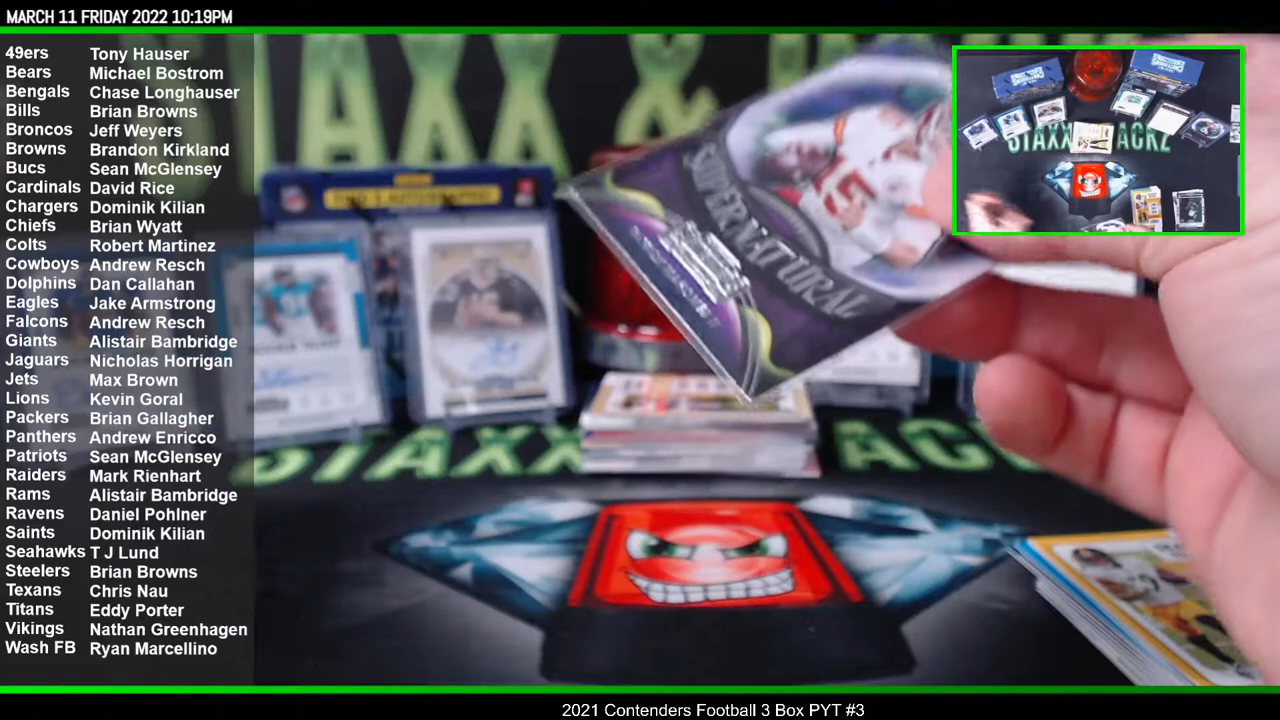 MARCH 11 FRIDAY 2022 10:19PM
49ers Tony Hauser
Bears Michael Bostrom
Bengals Chase Longhauser
Bills Brian Browns
Broncos Jeff Weyers
Browns Brandon Kirkland
Bucs Sean McGlensey
Cardinals David Rice
Chargers Dominik Kilian
Chiefs Brian Wyatt
Colts Robert Martinez
Cowboys Andrew Resch
Dolphins Dan Callahan
Eagles Jake Armstrong
Falcons Andrew Resch
Giants Alistair Bambridge
Jaguars Nicholas Horrigan
Jets Max Brown
Lions Kevin Goral
Packers Brian Gallagher
Panthers Andrew Enricco
Patriots Sean McGlensey
Raiders Mark Rienhart
Rams Alistair Bambridge
Ravens Daniel Pohlner
Saints Dominik Kilian
Seahawks T J Lund
Steelers Brian Browns
Texans Chris Nau
Titans Eddy Porter
Vikings Nathan Greenhagen
Wash FB Ryan Marcellino
STAXX &
SUPERNATURAL
15
STAXX ACKZ
STAXX ACKZ
2021 Contenders Football 3 Box PYT #3